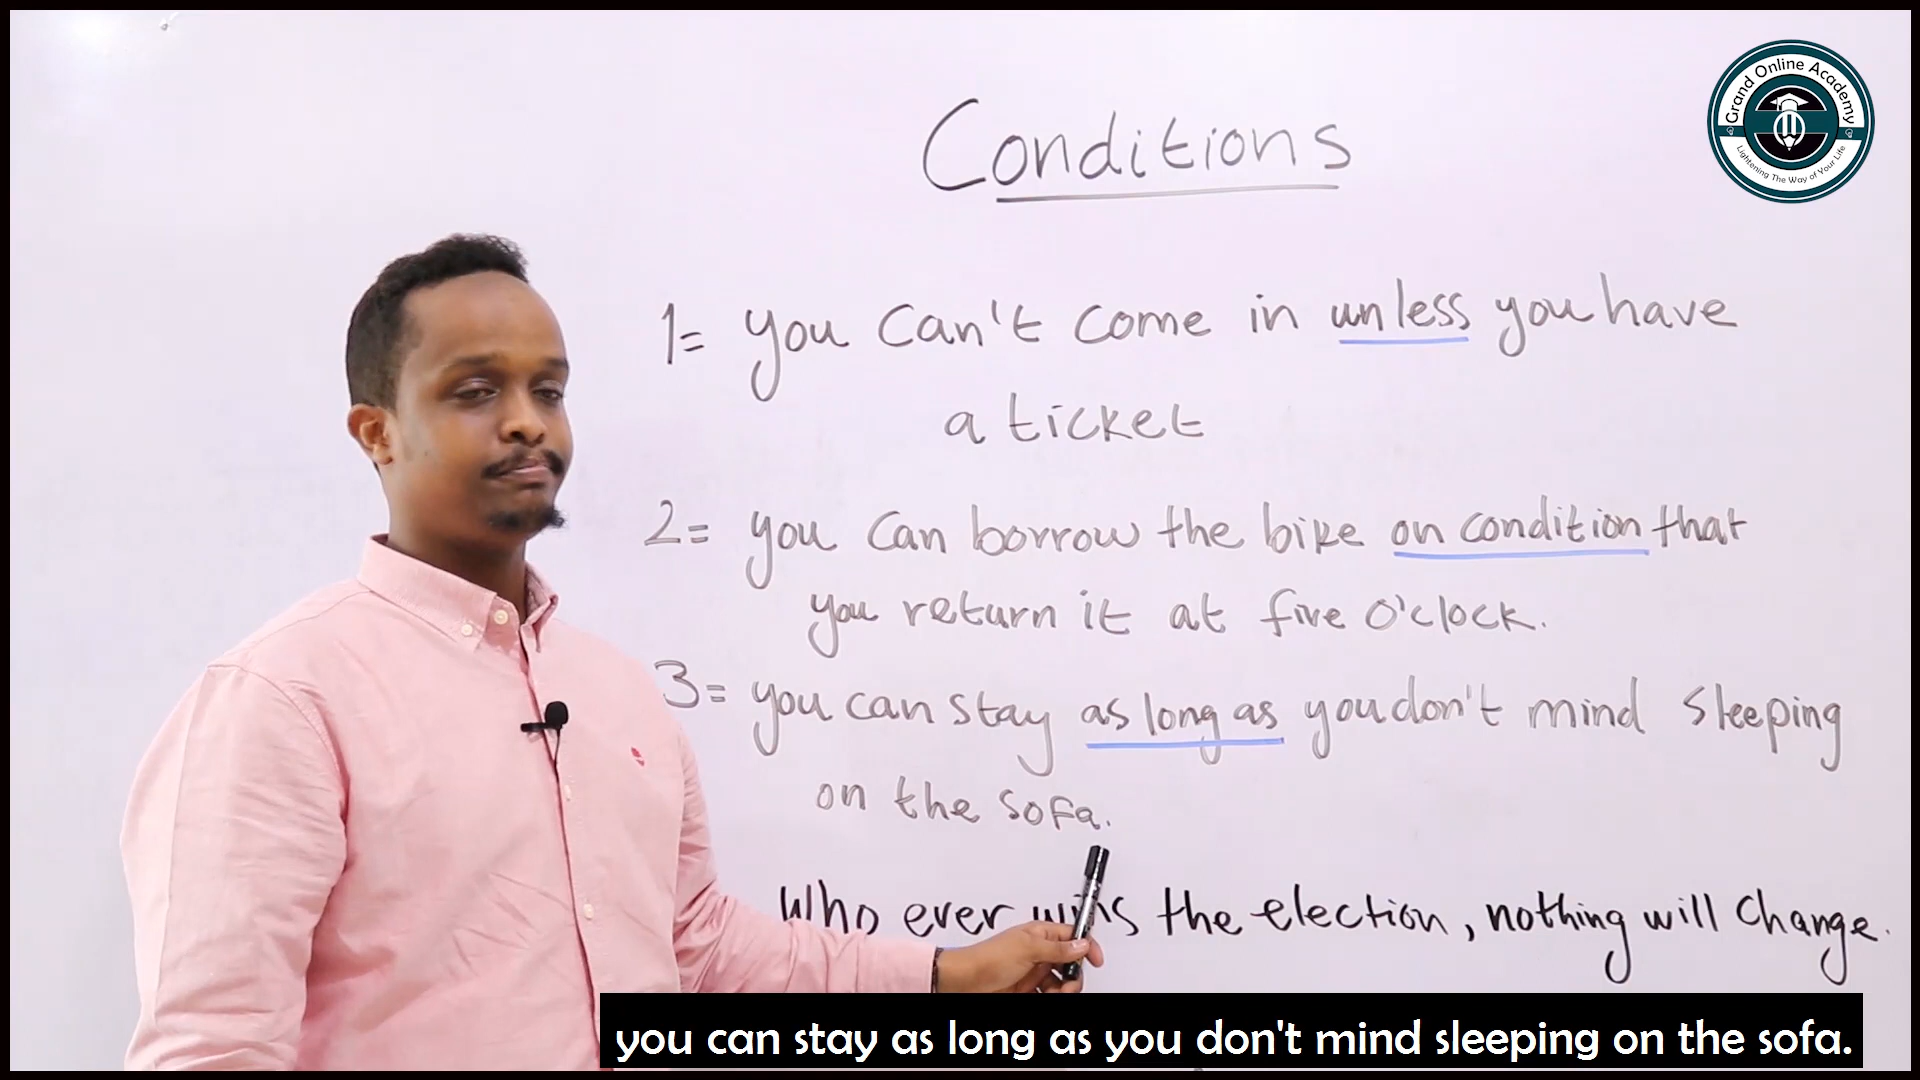 Conditions
Grand Online Academy
Lightening The Way of Your Life
1= you can't come in unless you have
a ticket
2= you can borrow the bike on condition that
you return it at five o'clock.
3= you can stay as long as you don't mind sleeping
on the sofa.
Who ever wins the election, nothing will change.
you can stay as long as you don't mind sleeping on the sofa.